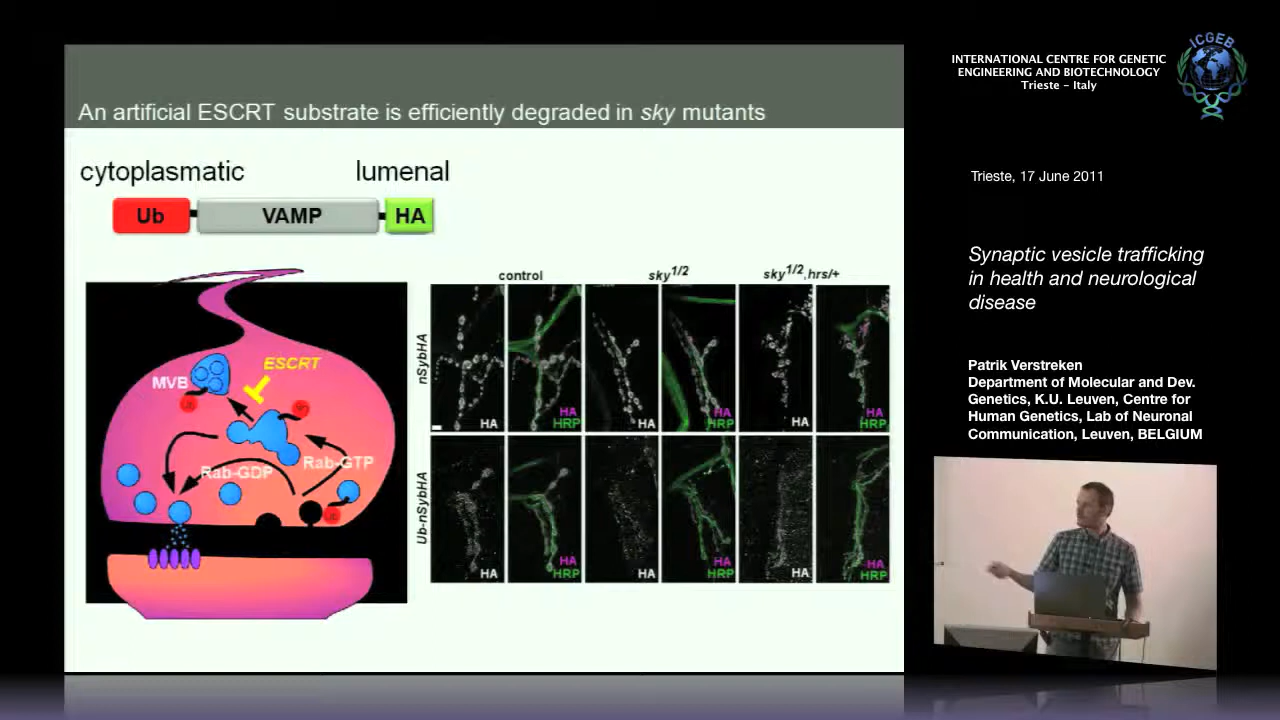 An artificial ESCRT substrate is efficiently degraded in sky mutants
cytoplasmatic lumenal
Ub VAMP HA
control sky1/2 sky1/2,hrs/+
nSybHA
HA HA HRP HA HA HRP HA HA HRP
Ub-nSybHA
HA HA HRP HA HA HRP HA HA HRP
ESCRT
MVB
Ub
Rab-GDP
Rab-GTP
Ub
ICGEB
INTERNATIONAL CENTRE FOR GENETIC
ENGINEERING AND BIOTECHNOLOGY
Trieste – Italy
Trieste, 17 June 2011
Synaptic vesicle trafficking
in health and neurological
disease
Patrik Verstreken
Department of Molecular and Dev.
Genetics, K.U. Leuven, Centre for
Human Genetics, Lab of Neuronal
Communication, Leuven, BELGIUM